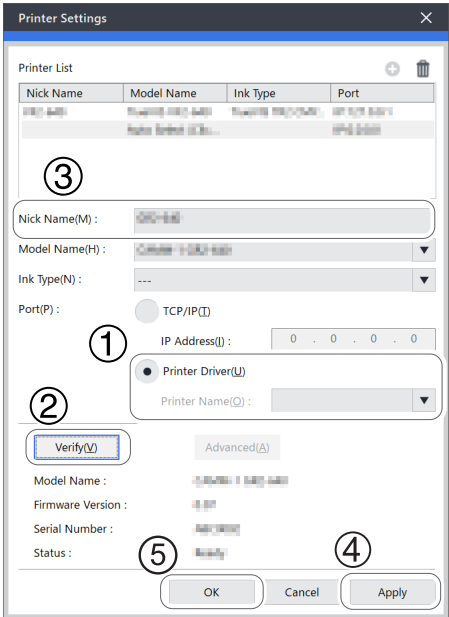 Printer Settings
Printer List
Nick Name Model Name Ink Type Port
③
Nick Name(M) :
Model Name(H) :
Ink Type(N) : ---
Port(P) : TCP/IP(T)
①
IP Address(I) : 0 . 0 . 0 . 0
Printer Driver(U)
Printer Name(O) :
②
Verify(V) Advanced(A)
Model Name :
Firmware Version :
Serial Number :
Status :
⑤ ④
OK Cancel Apply